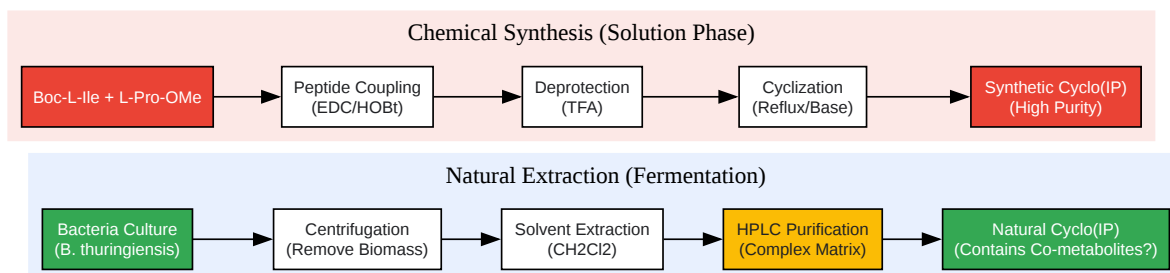 Chemical Synthesis (Solution Phase)
Boc-L-Ile + L-Pro-OMe
Peptide Coupling
(EDC/HOBt)
Deprotection
(TFA)
Cyclization
(Reflux/Base)
Synthetic Cyclo(IP)
(High Purity)
Natural Extraction (Fermentation)
Bacteria Culture
(B. thuringiensis)
Centrifugation
(Remove Biomass)
Solvent Extraction
(CH2Cl2)
HPLC Purification
(Complex Matrix)
Natural Cyclo(IP)
(Contains Co-metabolites?)